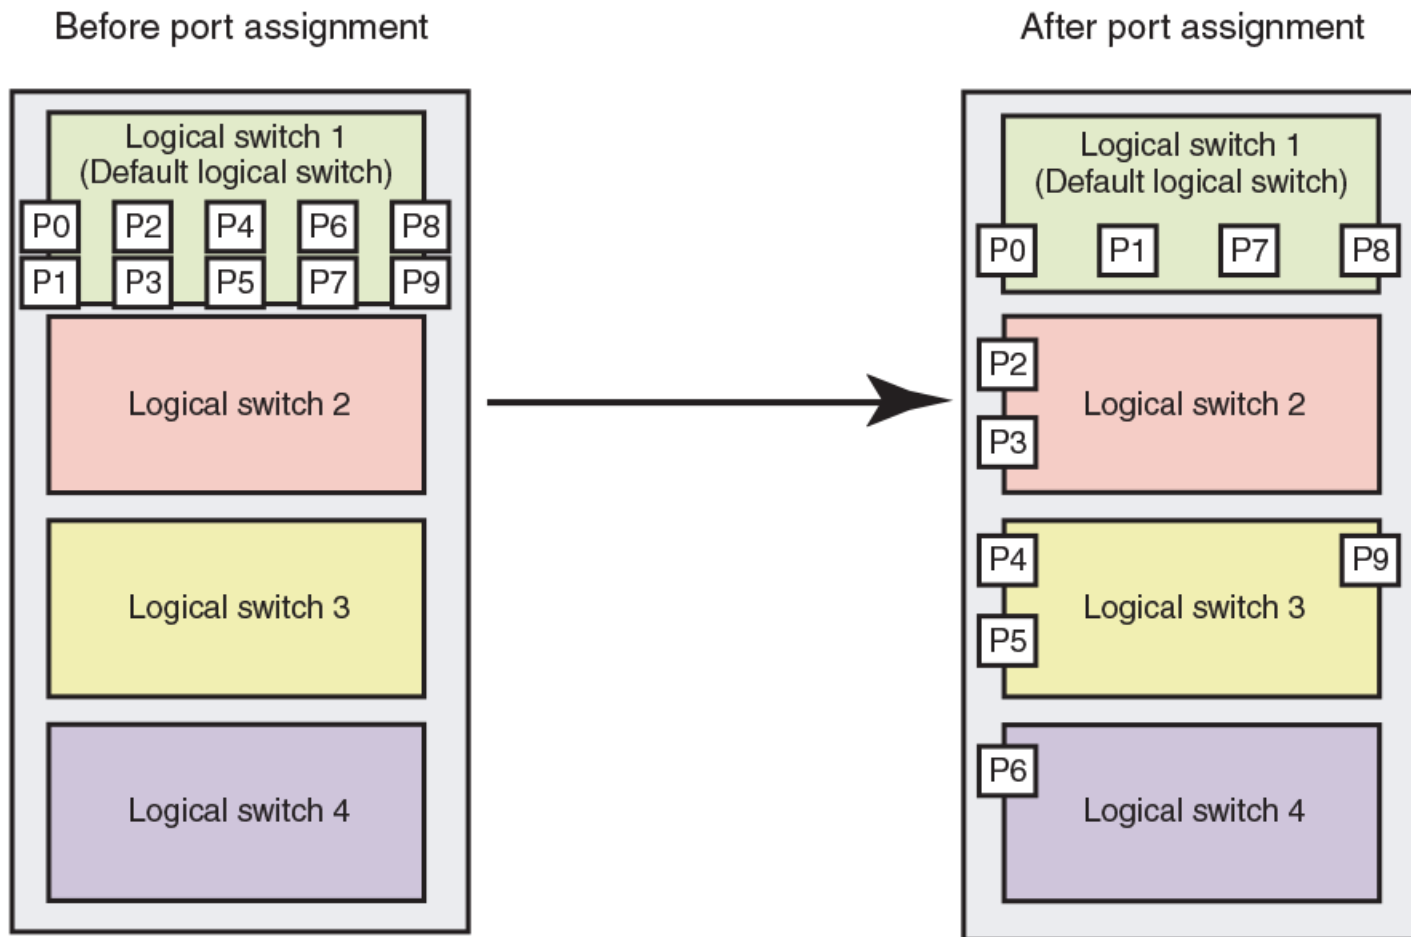 Before port assignment
After port assignment
Logical switch 1
(Default logical switch)
P0 P2 P4 P6 P8
P1 P3 P5 P7 P9
Logical switch 2
Logical switch 3
Logical switch 4
Logical switch 1
(Default logical switch)
P0 P1 P7 P8
P2
Logical switch 2
P3
P4 P9
Logical switch 3
P5
P6
Logical switch 4